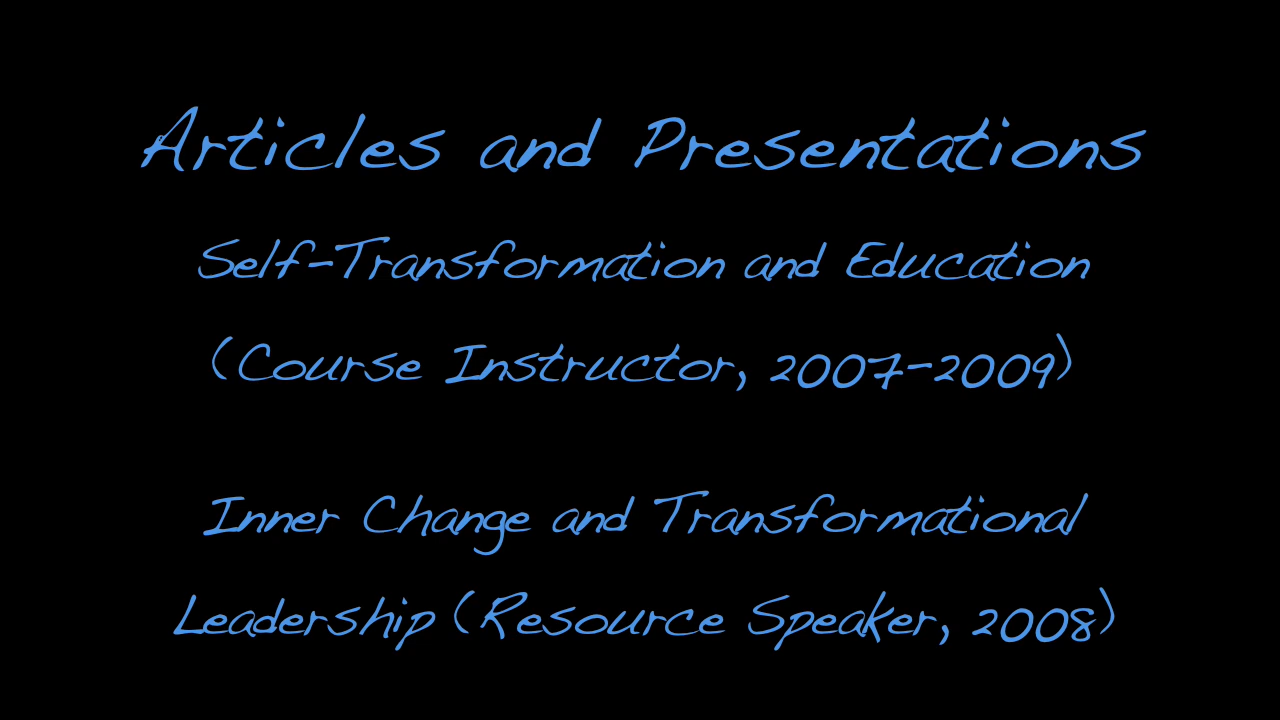 Articles and Presentations
Self-Transformation and Education
(Course Instructor, 2007-2009)
Inner Change and Transformational
Leadership (Resource Speaker, 2008)